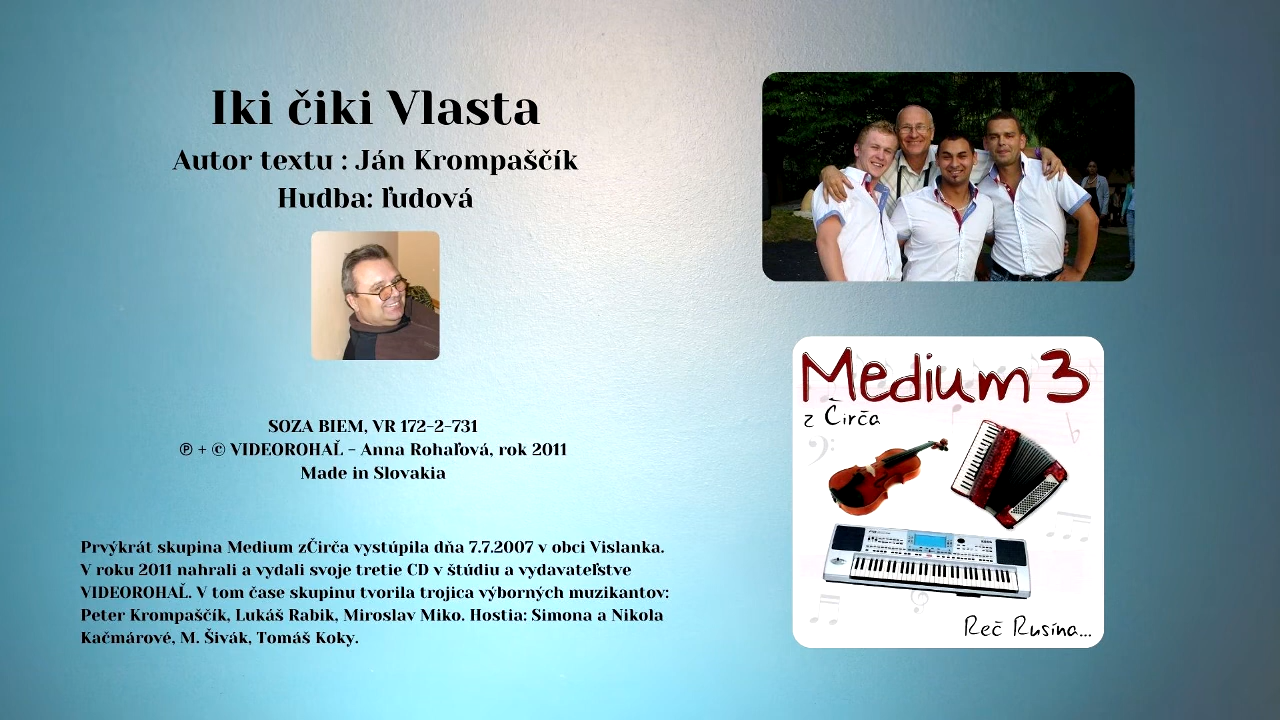 Iki čiki Vlasta
Autor textu : Ján Krompaščík
Hudba: ľudová
SOZA BIEM, VR 172-2-731
℗ + © VIDEOROHAĽ - Anna Rohaľová, rok 2011
Made in Slovakia
Prvýkrát skupina Medium zČirča vystúpila dňa 7.7.2007 v obci Vislanka.
V roku 2011 nahrali a vydali svoje tretie CD v štúdiu a vydavateľstve
VIDEOROHAĽ. V tom čase skupinu tvorila trojica výborných muzikantov:
Peter Krompaščík, Lukáš Rabik, Miroslav Miko. Hostia: Simona a Nikola
Kačmárové, M. Šivák, Tomáš Koky.
Medium 3
z Čirča
Reč Rusína...